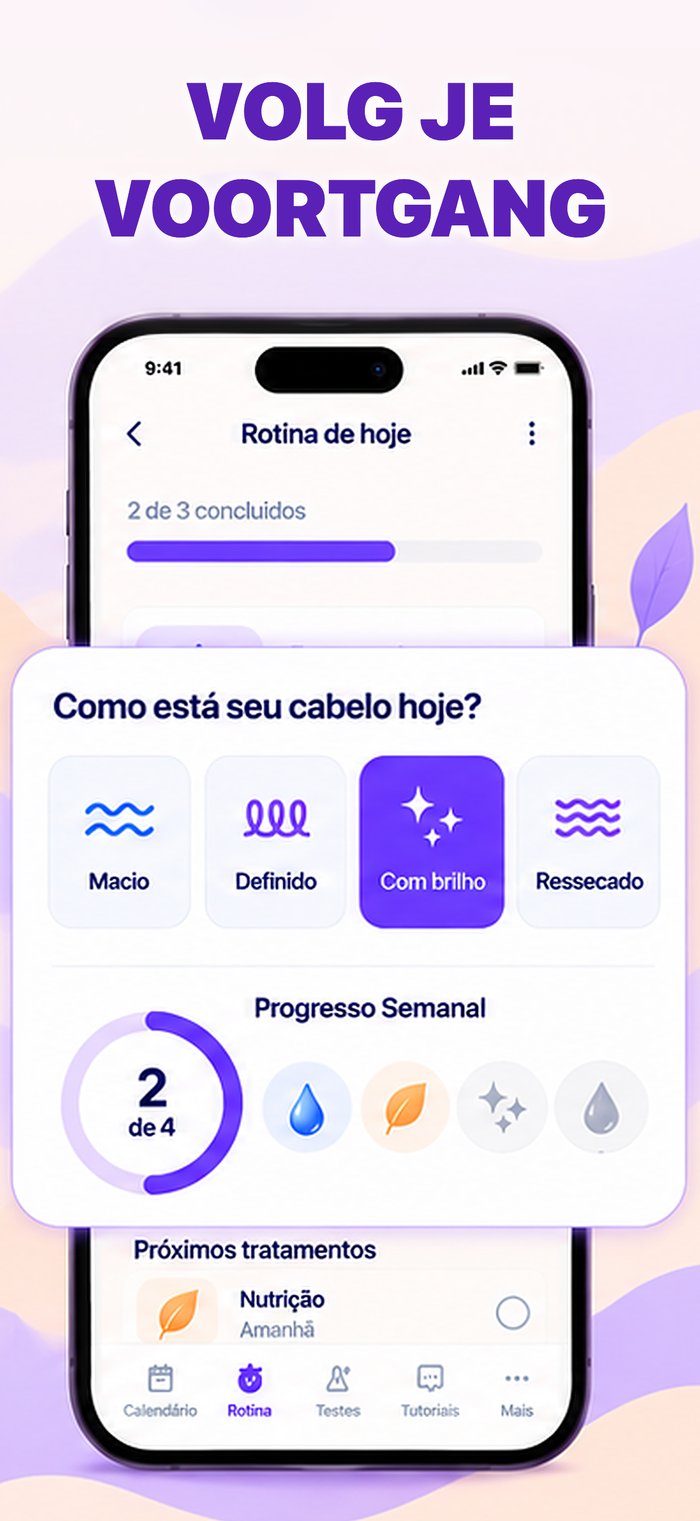 VOLG JE
VOORTGANG
9:41
Rotina de hoje
2 de 3 concluidos
Como está seu cabelo hoje?
Macio
Definido
Com brilho
Ressecado
Progresso Semanal
2
de 4
Próximos tratamentos
Nutrição
Amanhã
Calendário
Rotina
Testes
Tutoriais
Mais